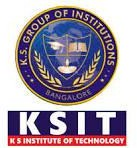 K.S. GROUP OF INSTITUTIONS
BANGALORE
KSIT
K S INSTITUTE OF TECHNOLOGY